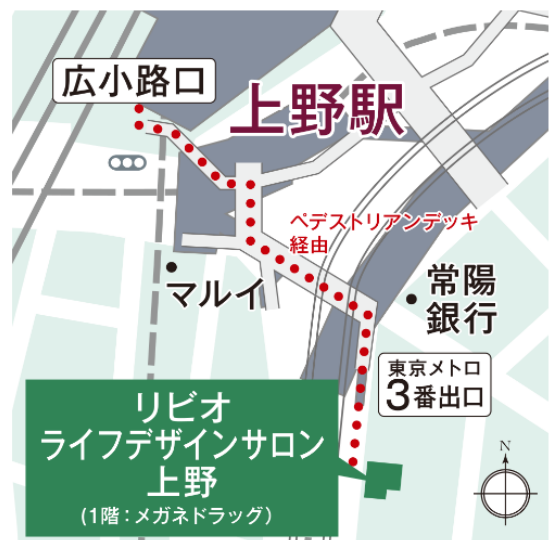 広小路口
上野駅
ペデストリアンデッキ
経由
マルイ
常陽
銀行
東京メトロ
3番出口
リビオ
ライフデザインサロン
上野
(1階:メガネドラッグ)
N